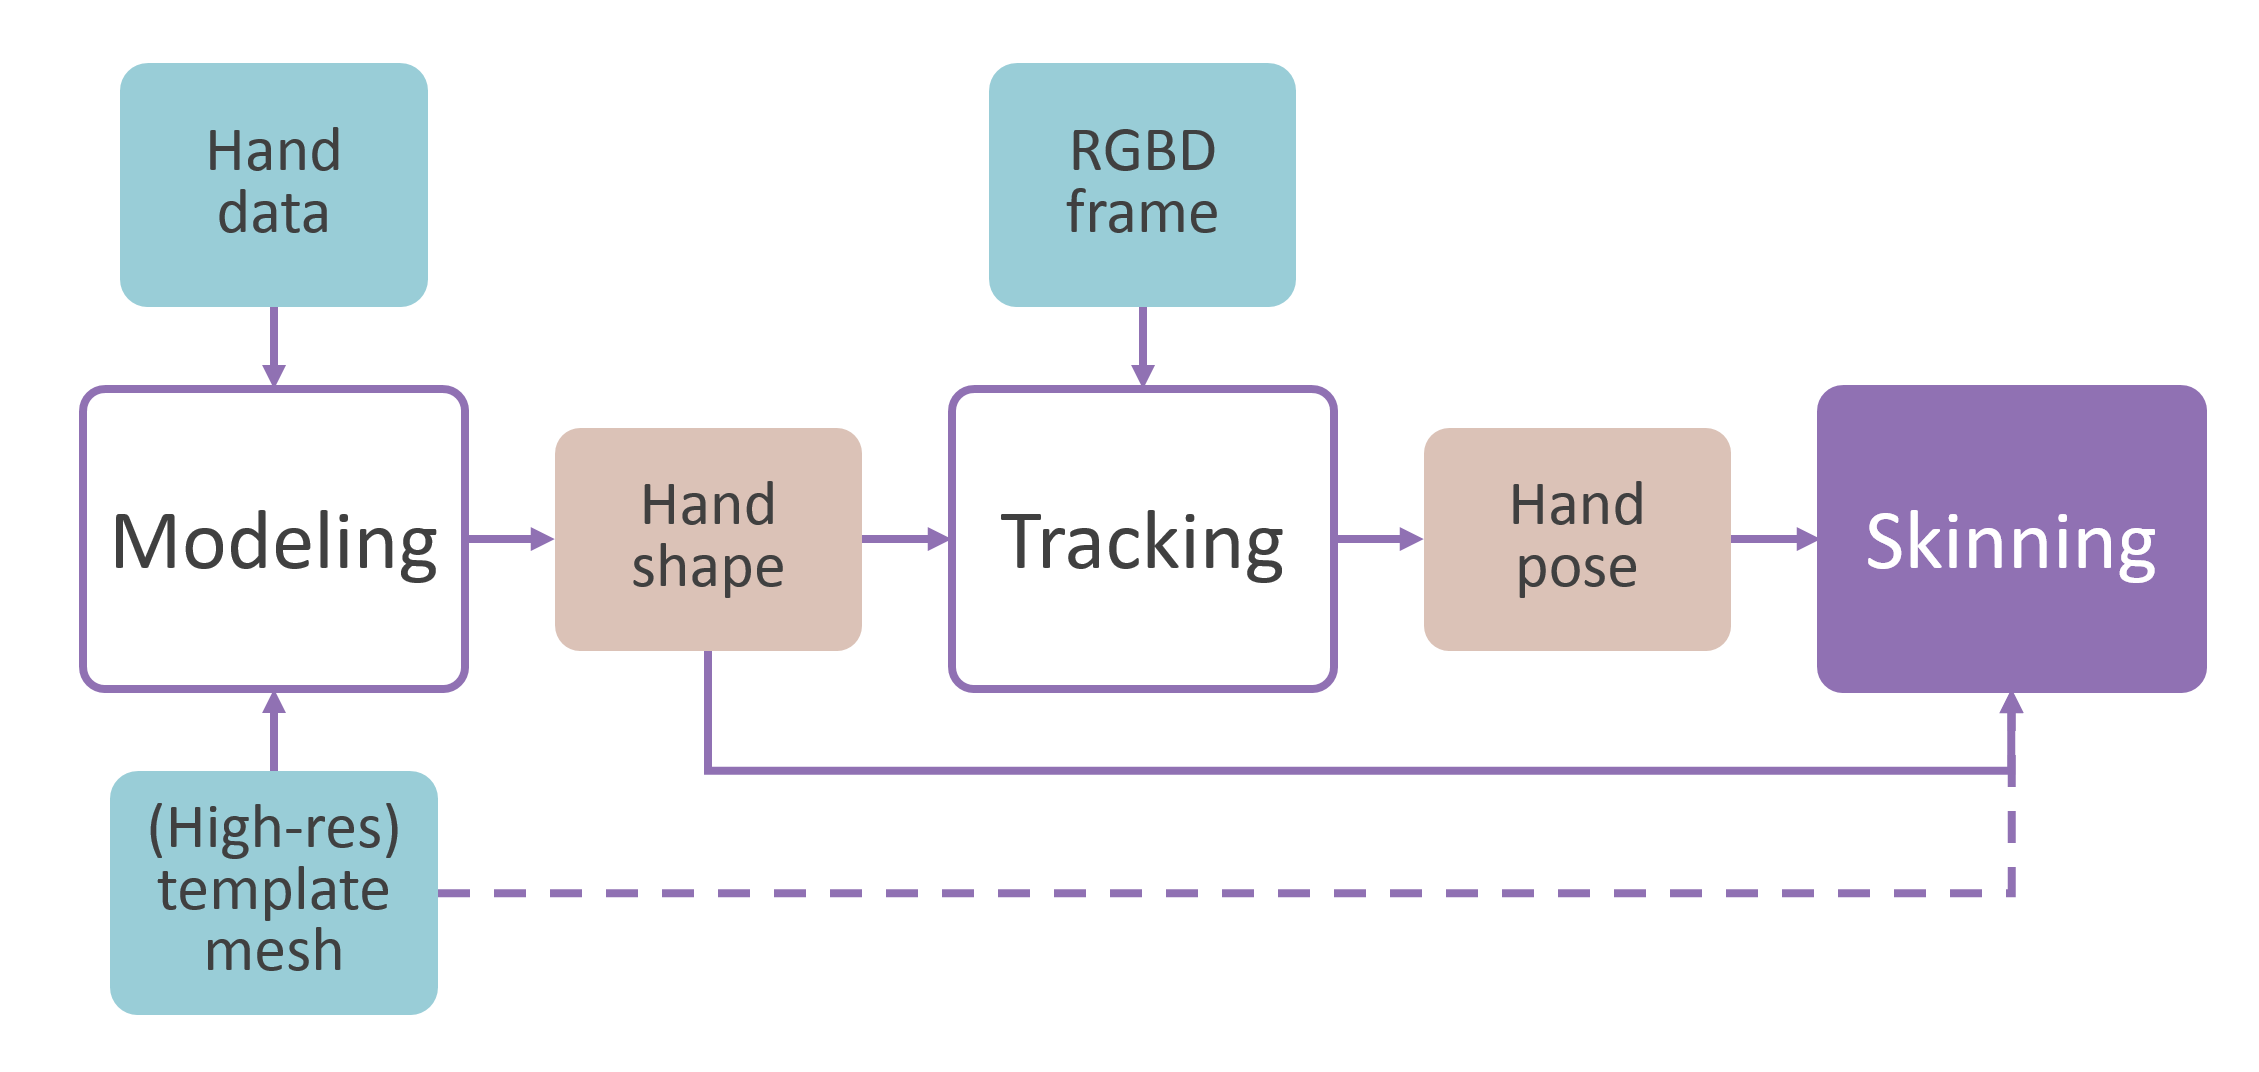 Hand
data
RGBD
frame
Modeling
Hand
shape
Tracking
Hand
pose
Skinning
(High-res)
template
mesh